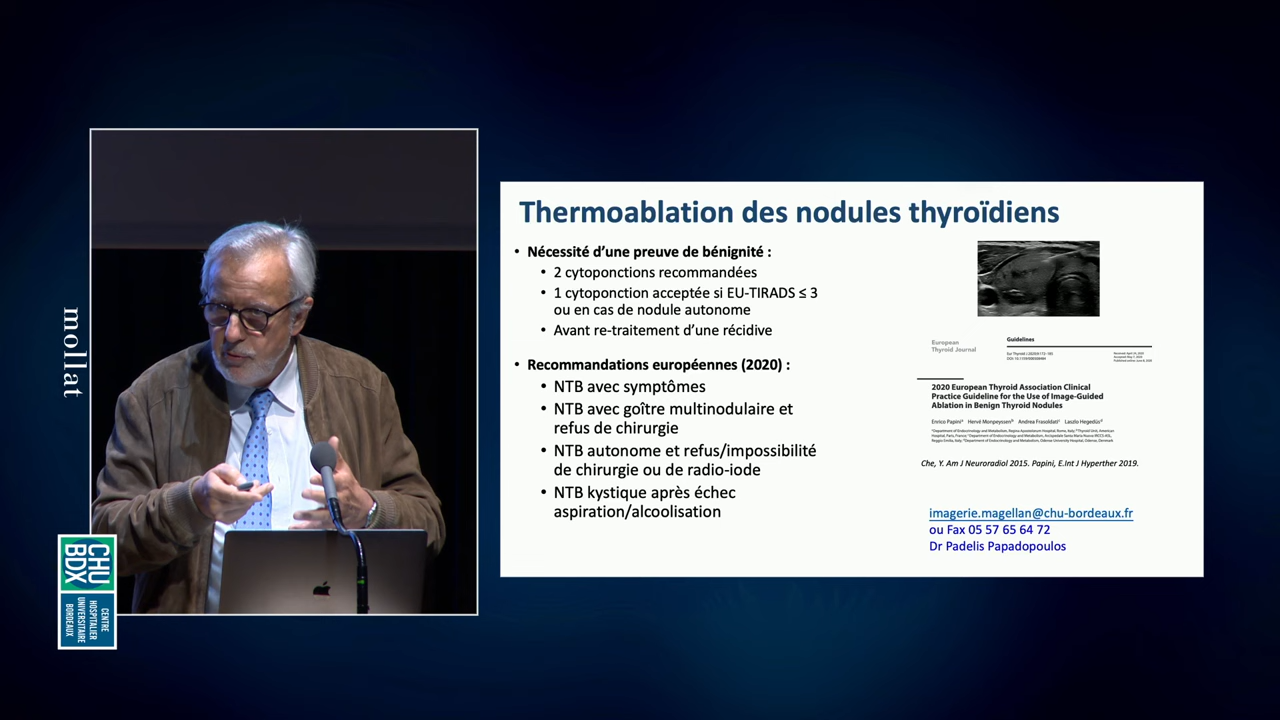 molat
CHU
BDX
CENTRE
HOSPITALIER
UNIVERSITAIRE
BORDEAUX
Thermoablation des nodules thyroïdiens
• Nécessité d’une preuve de bénignité :
• 2 cytoponctions recommandées
• 1 cytoponction acceptée si EU-TIRADS ≤ 3
ou en cas de nodule autonome
• Avant re-traitement d’une récidive
• Recommandations européennes (2020) :
• NTB avec symptômes
• NTB avec goître multinodulaire et
refus de chirurgie
• NTB autonome et refus/impossibilité
de chirurgie ou de radio-iode
• NTB kystique après échec
aspiration/alcoolisation
European
Thyroid Journal
Guidelines
2020 European Thyroid Association Clinical
Practice Guideline for the Use of Image-Guided
Ablation in Benign Thyroid Nodules
Enrico Papini Hervé Monpeyssen Andrea Frasoldati Laszlo Hegedüs
Che, Y. Am J Neuroradiol 2015. Papini, E.Int J Hyperther 2019.
imagerie.magellan@chu-bordeaux.fr
ou Fax 05 57 65 64 72
Dr Padelis Papadopoulos